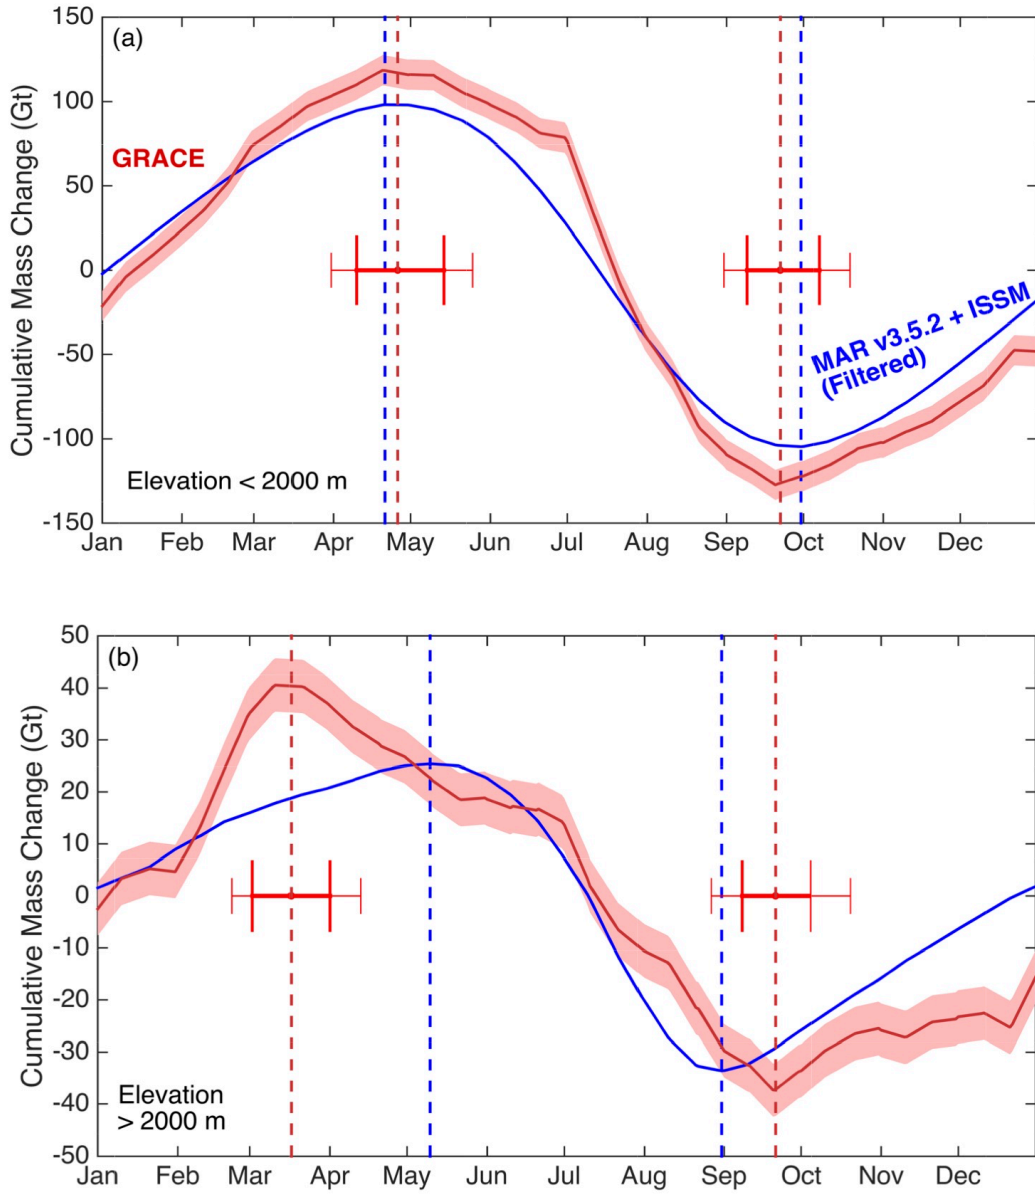 (a)
150
100
50
0
-50
-100
-150
Cumulative Mass Change (Gt)
GRACE
MAR v3.5.2 + ISSM
(Filtered)
Elevation < 2000 m
Jan Feb Mar Apr May Jun Jul Aug Sep Oct Nov Dec
(b)
50
40
30
20
10
0
-10
-20
-30
-40
-50
Cumulative Mass Change (Gt)
Elevation
> 2000 m
Jan Feb Mar Apr May Jun Jul Aug Sep Oct Nov Dec